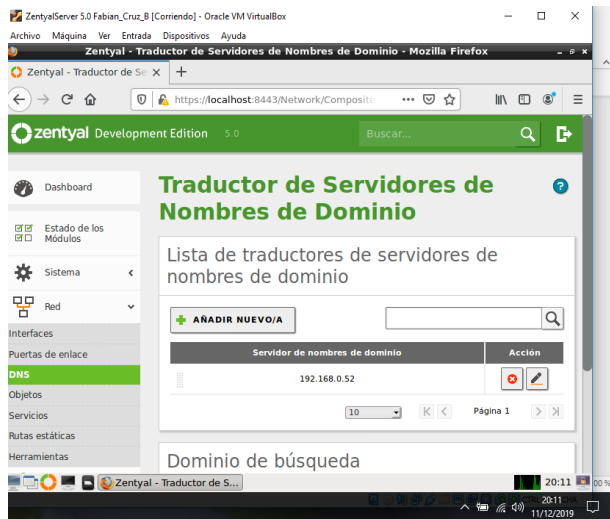 ZentyalServer 5.0 Fabian_Cruz_B [Corriendo] - Oracle VM VirtualBox
Archivo Máquina Ver Entrada Dispositivos Ayuda
Zentyal - Traductor de Servidores de Nombres de Dominio - Mozilla Firefox
Zentyal - Traductor de Se
https://localhost:8443/Network/Composite
zentyal Development Edition 5.0
Buscar...
Dashboard
Estado de los
Módulos
Sistema
Red
Interfaces
Puertas de enlace
DNS
Objetos
Servicios
Rutas estáticas
Herramientas
Traductor de Servidores de
Nombres de Dominio
Lista de traductores de servidores de
nombres de dominio
AÑADIR NUEVO/A
Servidor de nombres de dominio Acción
192.168.0.52
10 Página 1
Dominio de búsqueda
Zentyal - Traductor de S...
20:11
00 %
20:11
11/12/2019